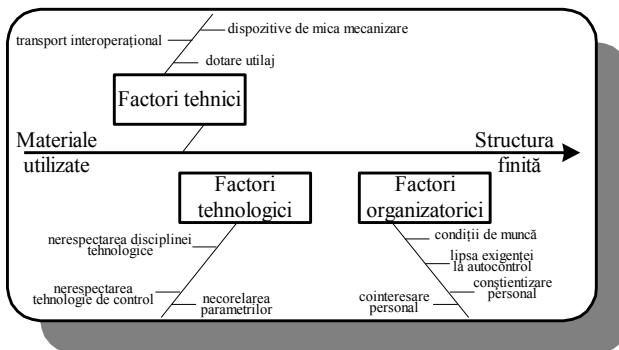 dispozitive de mica mecanizare
transport interoperațional
dotare utilaj
Factori tehnici
Materiale
utilizate
Structura
finită
Factori
tehnologici
Factori
organizatorici
nerespectarea disciplinei
tehnologice
nerespectarea
tehnologie de control
necorelarea
parametrilor
condiții de muncă
lipsa exigenței
la autocontrol
conștientizare
personal
cointeresare
personal